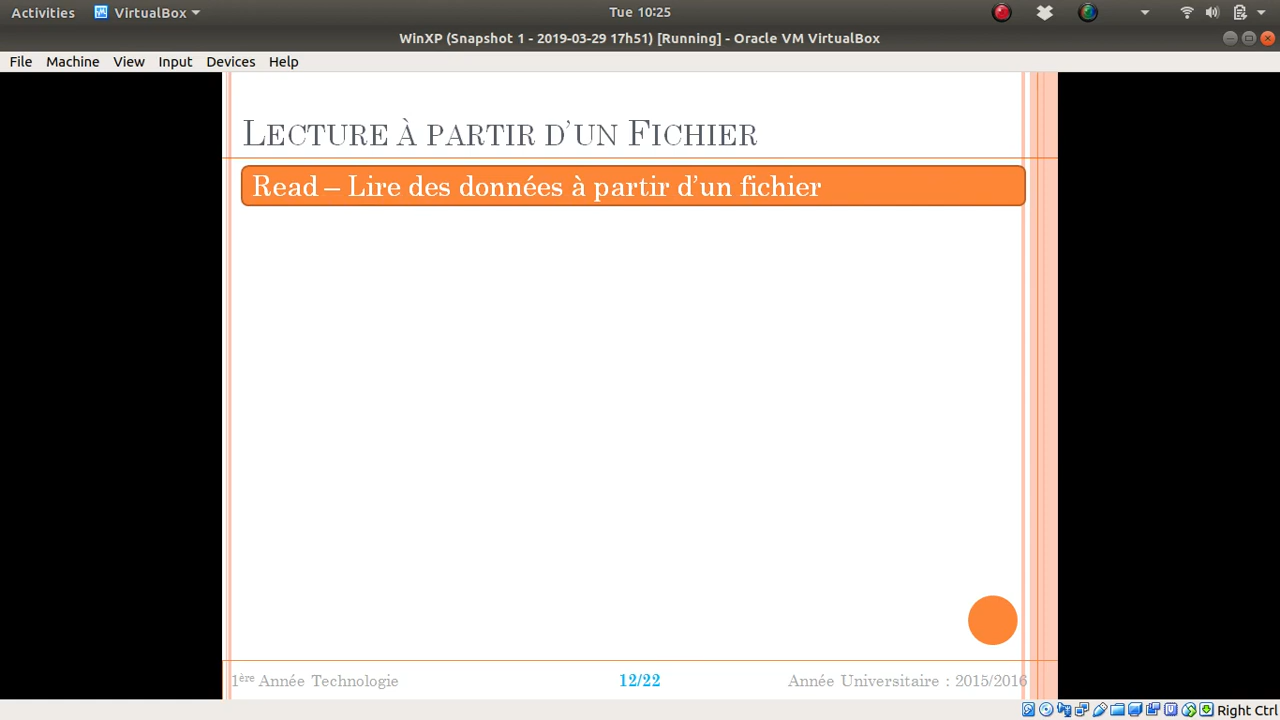 Activities VirtualBox Tue 10:25
WinXP (Snapshot 1 - 2019-03-29 17h51) [Running] - Oracle VM VirtualBox
File Machine View Input Devices Help
LECTURE À PARTIR D'UN FICHIER
Read – Lire des données à partir d'un fichier
1ère Année Technologie 12/22 Année Universitaire : 2015/2016
Right Ctrl